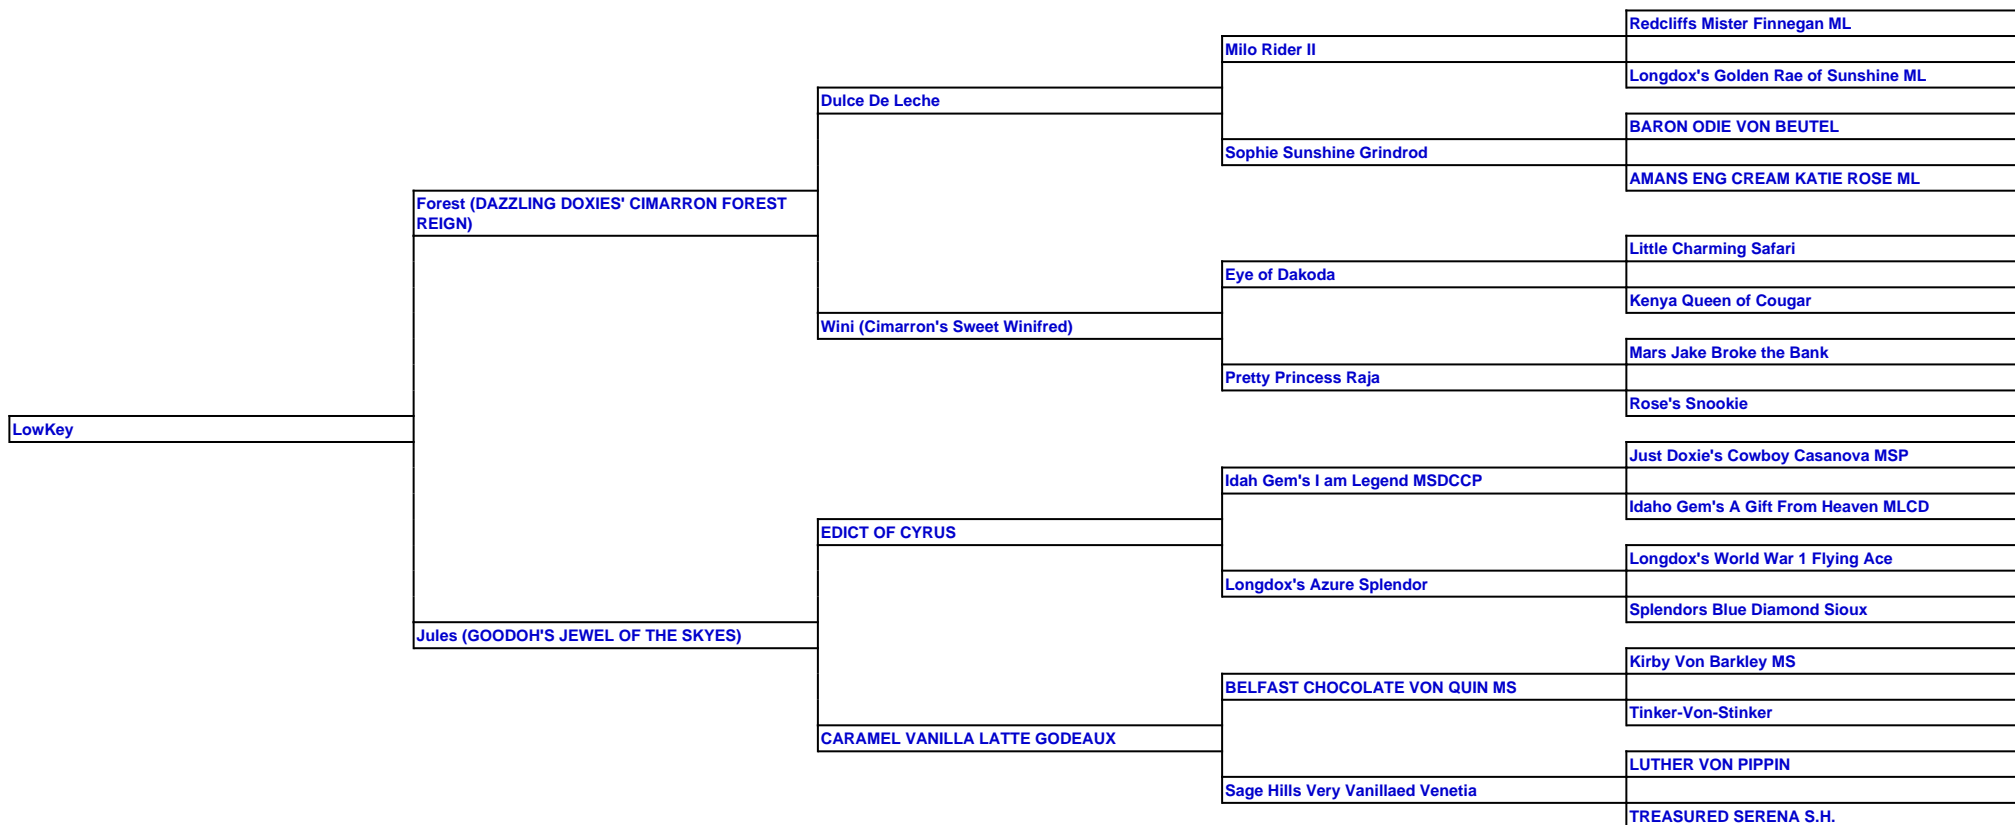 Redcliffs Mister Finnegan ML
Milo Rider II
Longdox's Golden Rae of Sunshine ML
Dulce De Leche
BARON ODIE VON BEUTEL
Sophie Sunshine Grindrod
AMANS ENG CREAM KATIE ROSE ML
Forest (DAZZLING DOXIES' CIMARRON FOREST
REIGN)
Little Charming Safari
Eye of Dakoda
Kenya Queen of Cougar
Wini (Cimarron's Sweet Winifred)
Mars Jake Broke the Bank
Pretty Princess Raja
Rose's Snookie
LowKey
Just Doxie's Cowboy Casanova MSP
Idah Gem's I am Legend MSDCCP
Idaho Gem's A Gift From Heaven MLCD
EDICT OF CYRUS
Longdox's World War 1 Flying Ace
Longdox's Azure Splendor
Splendors Blue Diamond Sioux
Jules (GOODOH'S JEWEL OF THE SKYES)
Kirby Von Barkley MS
BELFAST CHOCOLATE VON QUIN MS
Tinker-Von-Stinker
CARAMEL VANILLA LATTE GODEAUX
LUTHER VON PIPPIN
Sage Hills Very Vanillaed Venetia
TREASURED SERENA S.H.